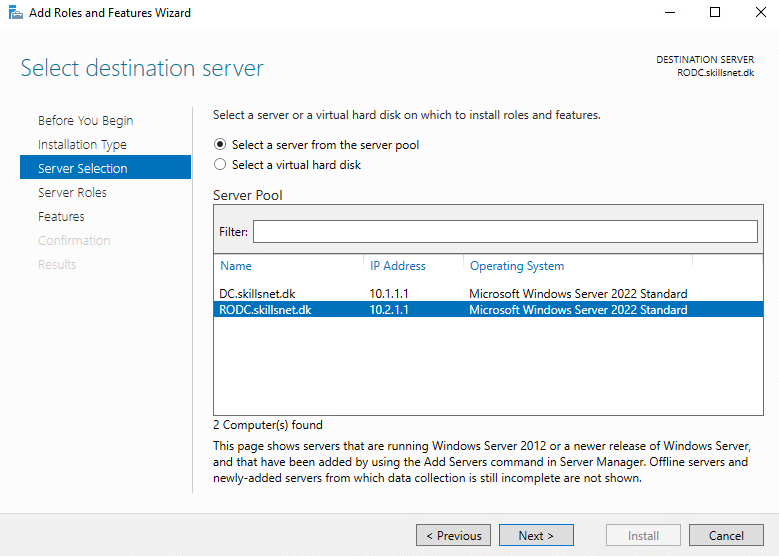 Add Roles and Features Wizard
Select destination server
DESTINATION SERVER
RODC.skillsnet.dk
Before You Begin
Installation Type
Server Selection
Server Roles
Features
Confirmation
Results
Select a server or a virtual hard disk on which to install roles and features.
Select a server from the server pool
Select a virtual hard disk
Server Pool
Filter:
Name IP Address Operating System
DC.skillsnet.dk 10.1.1.1 Microsoft Windows Server 2022 Standard
RODC.skillsnet.dk 10.2.1.1 Microsoft Windows Server 2022 Standard
2 Computer(s) found
This page shows servers that are running Windows Server 2012 or a newer release of Windows Server,
and that have been added by using the Add Servers command in Server Manager. Offline servers and
newly-added servers from which data collection is still incomplete are not shown.
< Previous Next > Install Cancel